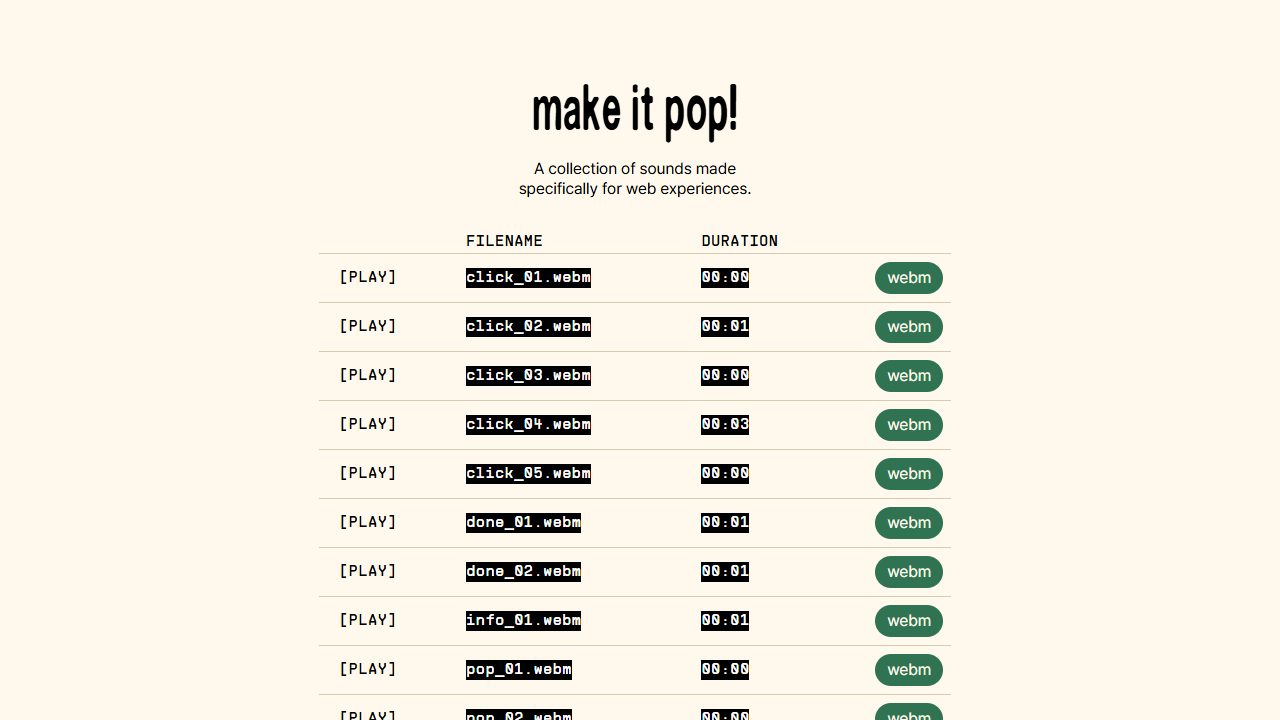 make it pop!
A collection of sounds made
specifically for web experiences.
FILENAME DURATION
[PLAY] click_01.webm 00:00 webm
[PLAY] click_02.webm 00:01 webm
[PLAY] click_03.webm 00:00 webm
[PLAY] click_04.webm 00:03 webm
[PLAY] click_05.webm 00:00 webm
[PLAY] done_01.webm 00:01 webm
[PLAY] done_02.webm 00:01 webm
[PLAY] info_01.webm 00:01 webm
[PLAY] pop_01.webm 00:00 webm
[PLAY] pop_02.webm 00:00 webm